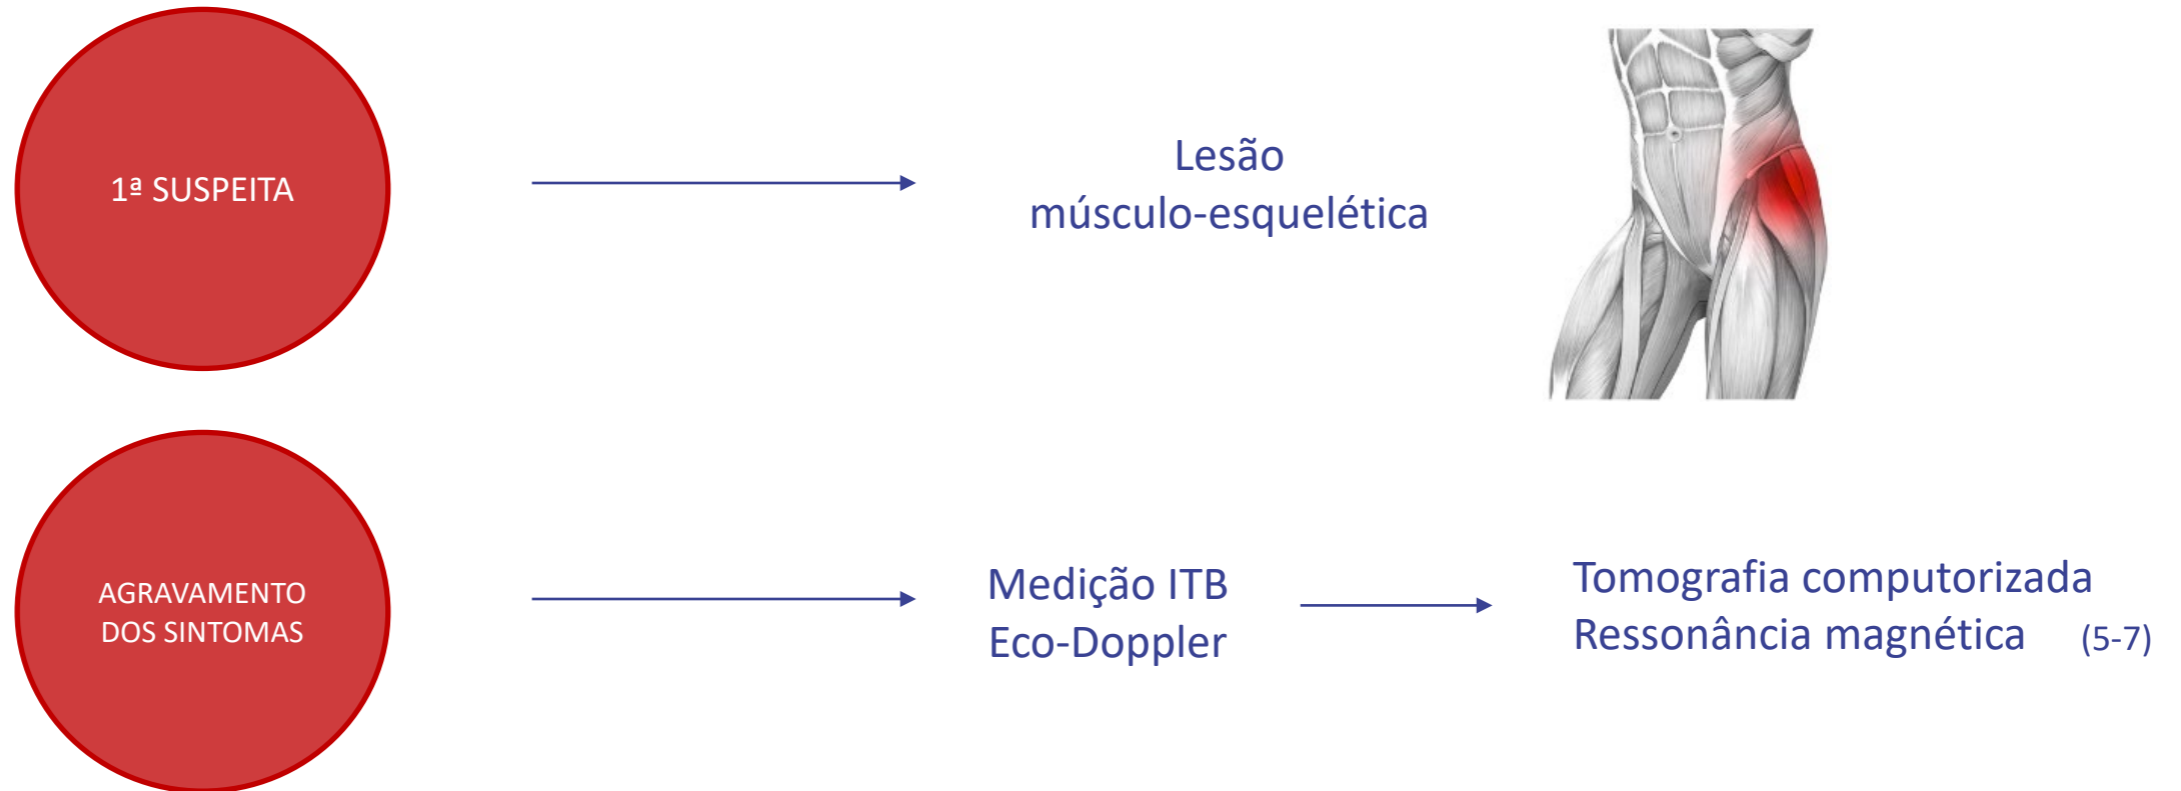 1ª SUSPEITA
Lesão
músculo-esquelética
AGRAVAMENTO
DOS SINTOMAS
Medição ITB
Eco-Doppler
Tomografia computorizada
Ressonância magnética (5-7)